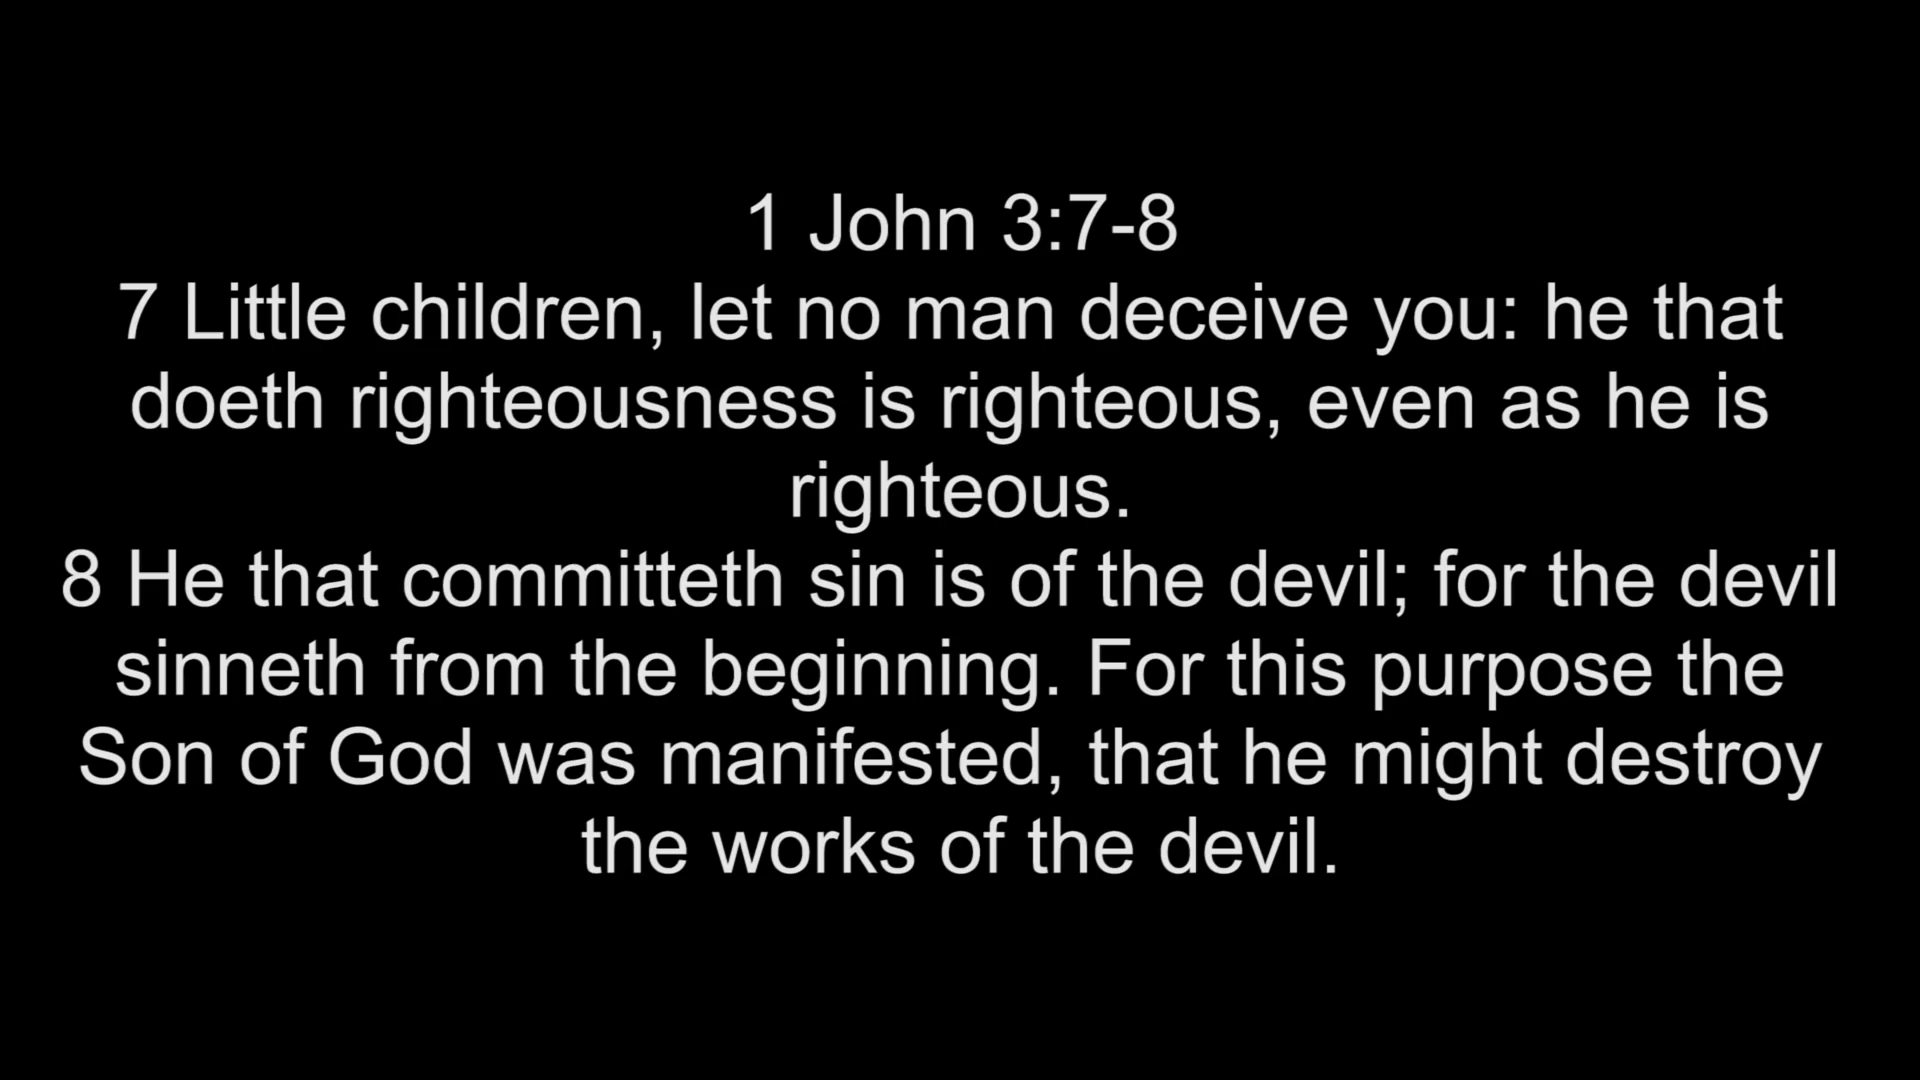 1 John 3:7-8
7 Little children, let no man deceive you: he that
doeth righteousness is righteous, even as he is
righteous.
8 He that committeth sin is of the devil; for the devil
sinneth from the beginning. For this purpose the
Son of God was manifested, that he might destroy
the works of the devil.